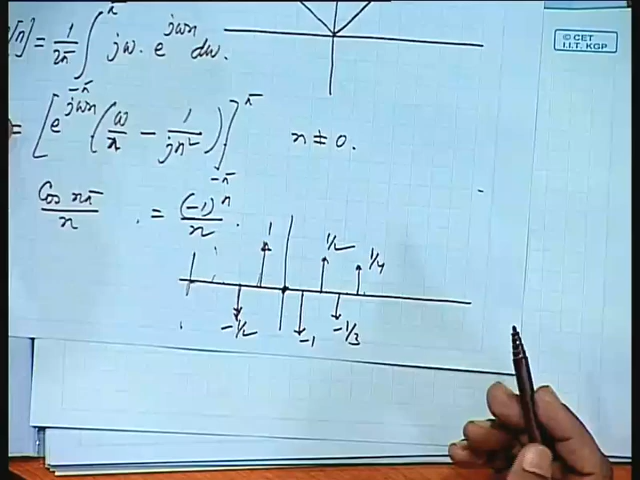 [n] = 1/2π ∫_{-π}^{π} jω · e^{jωn} dω.
© CET
I.I.T. KGP
= [e^{jωn} (ω/n − 1/jn²)]_{-π}^{π} n ≠ 0.
Cos nπ/n . = (−1)^n/n .
1 1/2 1/4
−1/2 −1 −1/3